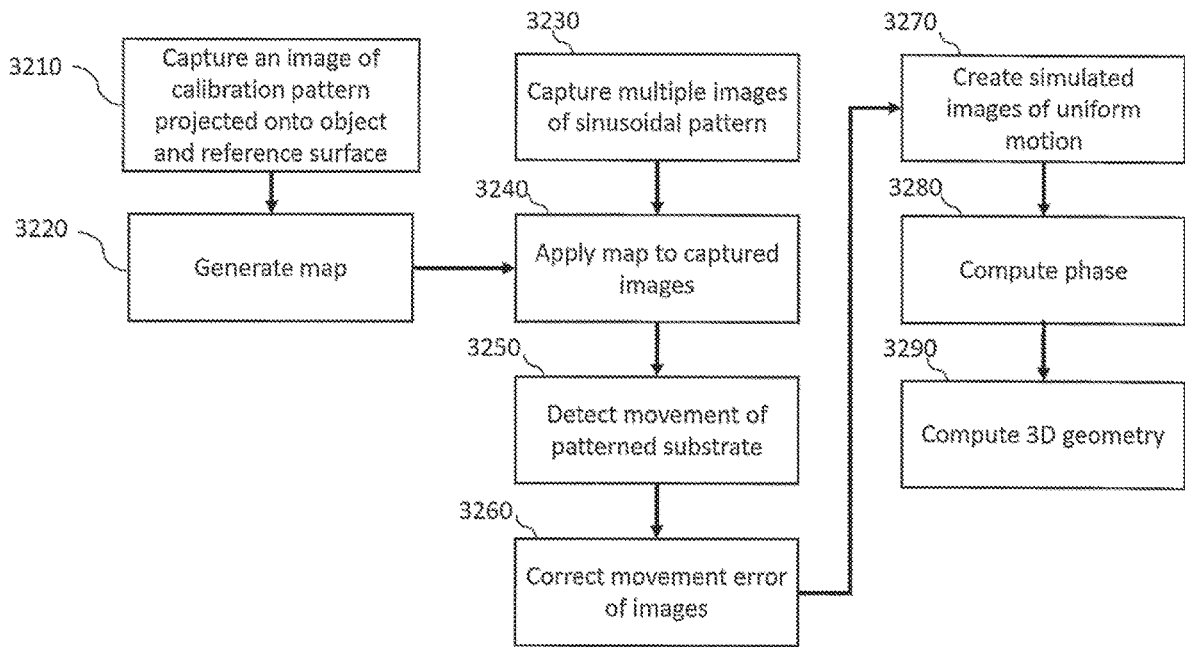 3210
Capture an image of
calibration pattern
projected onto object
and reference surface
3220
Generate map
3230
Capture multiple images
of sinusoidal pattern
3240
Apply map to captured
images
3250
Detect movement of
patterned substrate
3260
Correct movement error
of images
3270
Create simulated
images of uniform
motion
3280
Compute phase
3290
Compute 3D geometry